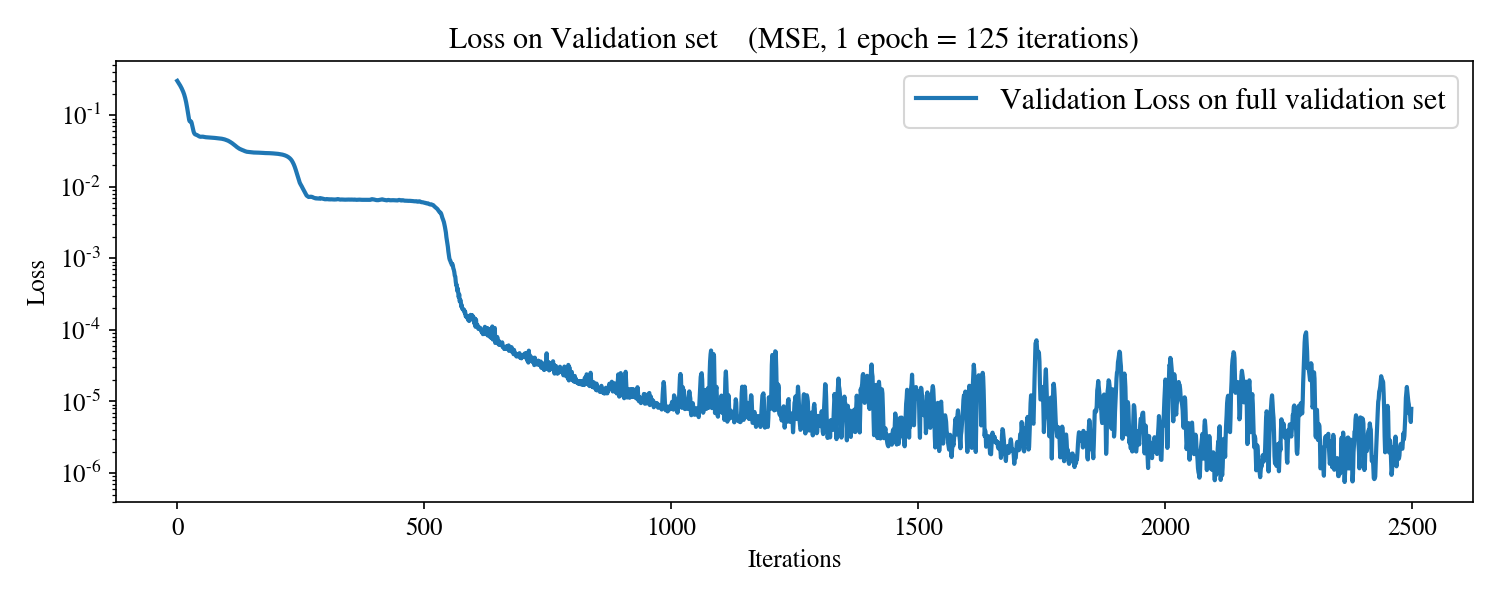 Loss on Validation set    (MSE, 1 epoch = 125 iterations)
Validation Loss on full validation set
Loss
10⁻¹
10⁻²
10⁻³
10⁻⁴
10⁻⁵
10⁻⁶
0 500 1000 1500 2000 2500
Iterations